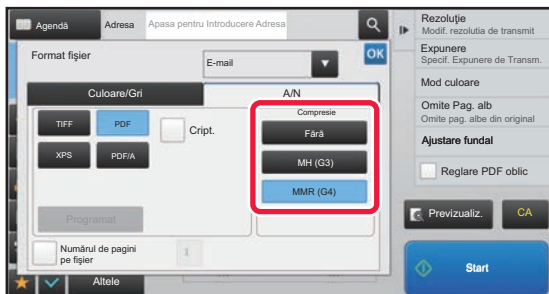 Agendă
Adresa
Apasa pentru Introducere Adresa
Format fişier
E-mail
OK
Culoare/Gri
A/N
TIFF
PDF
Cript.
XPS
PDF/A
Compresie
Fără
MH (G3)
MMR (G4)
Programat
Numărul de pagini
pe fişier
1
Altele
Rezoluţie
Modif. rezolutia de transmit
Expunere
Specif. Expunere de Transm.
Mod culoare
Omite Pag. alb
Omite pag. albe din original
Ajustare fundal
Reglare PDF oblic
Previzualiz.
CA
Start